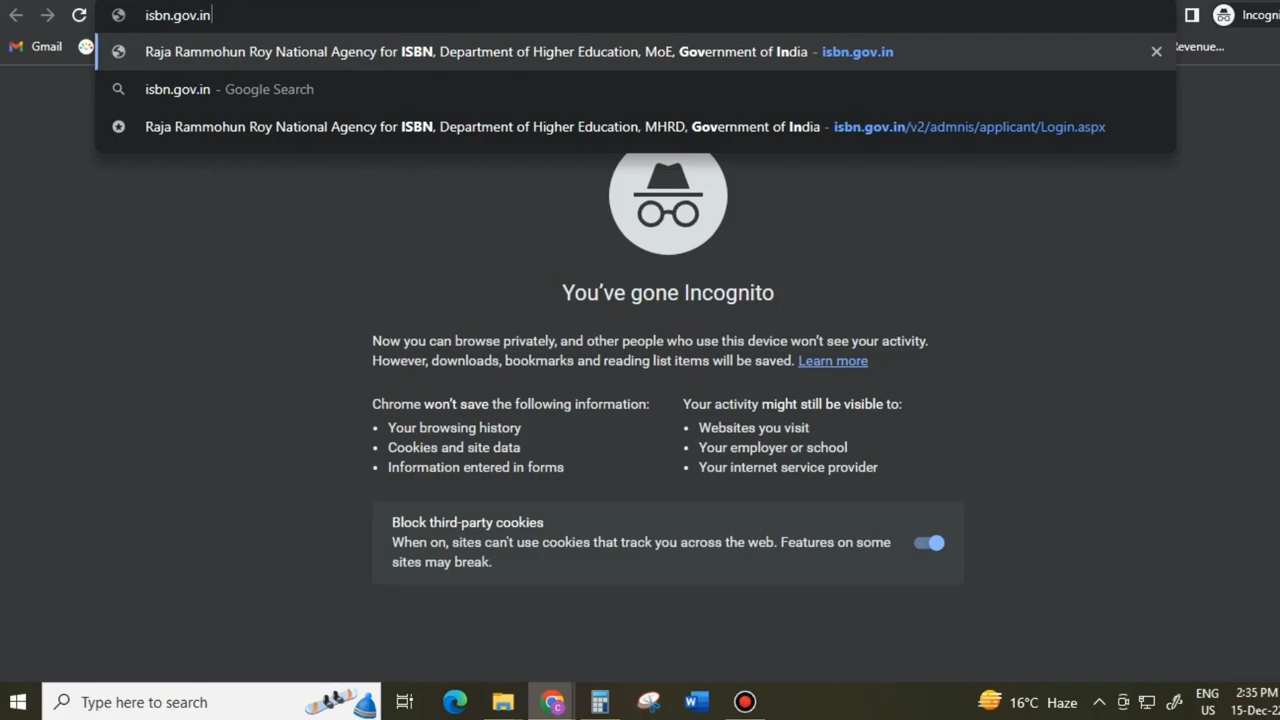 isbn.gov.in
Incogni
Gmail
Raja Rammohun Roy National Agency for ISBN, Department of Higher Education, MoE, Government of India - isbn.gov.in
evenue...
isbn.gov.in - Google Search
Raja Rammohun Roy National Agency for ISBN, Department of Higher Education, MHRD, Government of India - isbn.gov.in/v2/admnis/applicant/Login.aspx
You've gone Incognito
Now you can browse privately, and other people who use this device won't see your activity.
However, downloads, bookmarks and reading list items will be saved. Learn more
Chrome won't save the following information:
• Your browsing history
• Cookies and site data
• Information entered in forms
Your activity might still be visible to:
• Websites you visit
• Your employer or school
• Your internet service provider
Block third-party cookies
When on, sites can't use cookies that track you across the web. Features on some
sites may break.
Type here to search
16°C Haze
ENG
US
2:35 PM
15-Dec-22